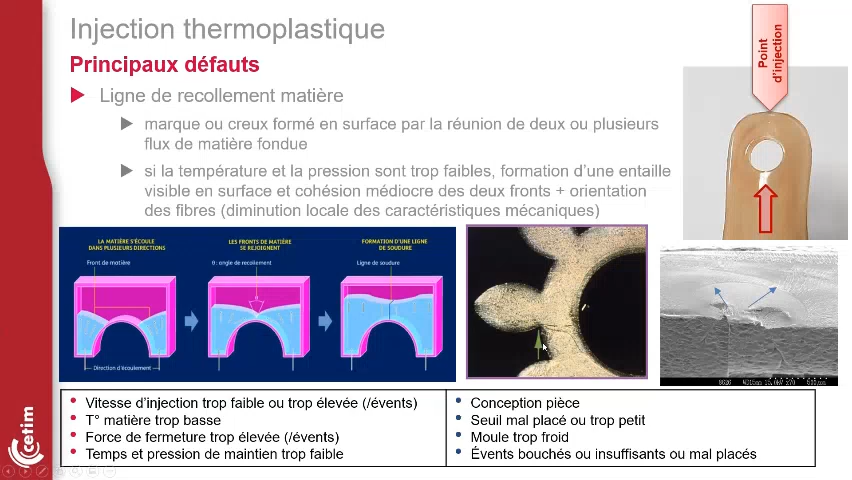 Injection thermoplastique
Point
d'injection
Principaux défauts
Ligne de recollement matière
marque ou creux formé en surface par la réunion de deux ou plusieurs
flux de matière fondue
si la température et la pression sont trop faibles, formation d'une entaille
visible en surface et cohésion médiocre des deux fronts + orientation
des fibres (diminution locale des caractéristiques mécaniques)
LA MATIÈRE S'ÉCOULE
DANS PLUSIEURS DIRECTIONS
LES FRONTS DE MATIÈRE
SE REJOIGNENT
FORMATION D'UNE LIGNE
DE SOUDURE
Front de matière
θ : angle de recollement
Ligne de soudure
Direction d'écoulement
Vitesse d'injection trop faible ou trop élevée (/évents)
T° matière trop basse
Force de fermeture trop élevée (/évents)
Temps et pression de maintien trop faible
Conception pièce
Seuil mal placé ou trop petit
Moule trop froid
Évents bouchés ou insuffisants ou mal placés
cetim